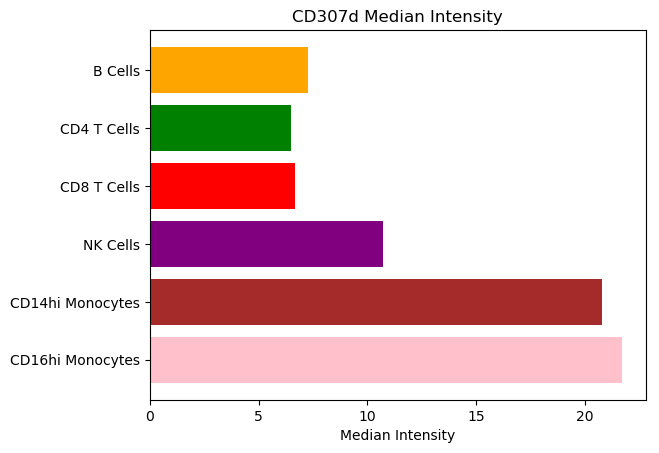 CD307d Median Intensity
B Cells
CD4 T Cells
CD8 T Cells
NK Cells
CD14hi Monocytes
CD16hi Monocytes
0 5 10 15 20
Median Intensity